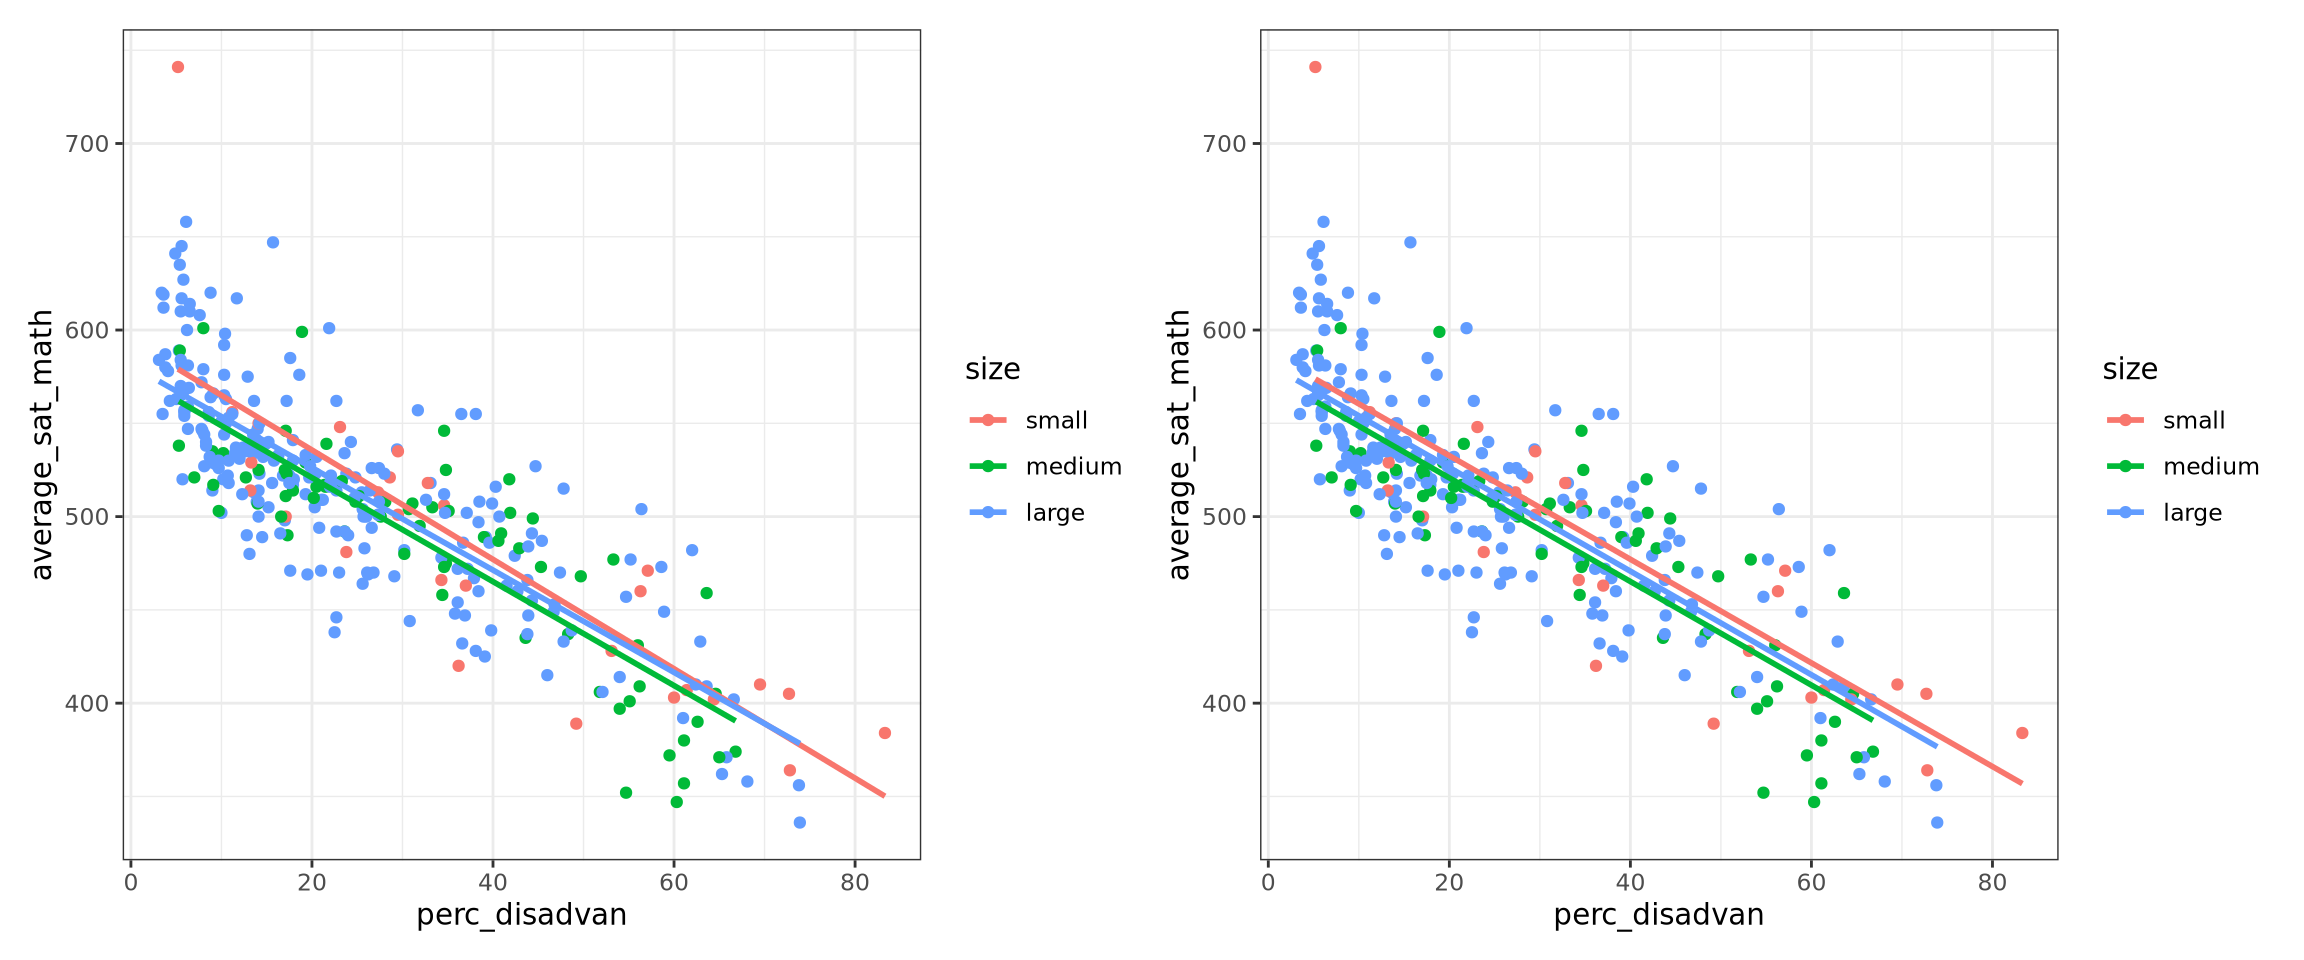 average_sat_math
700
600
500
400
0
20
40
60
80
perc_disadvan
size
small
medium
large
average_sat_math
700
600
500
400
0
20
40
60
80
perc_disadvan
size
small
medium
large